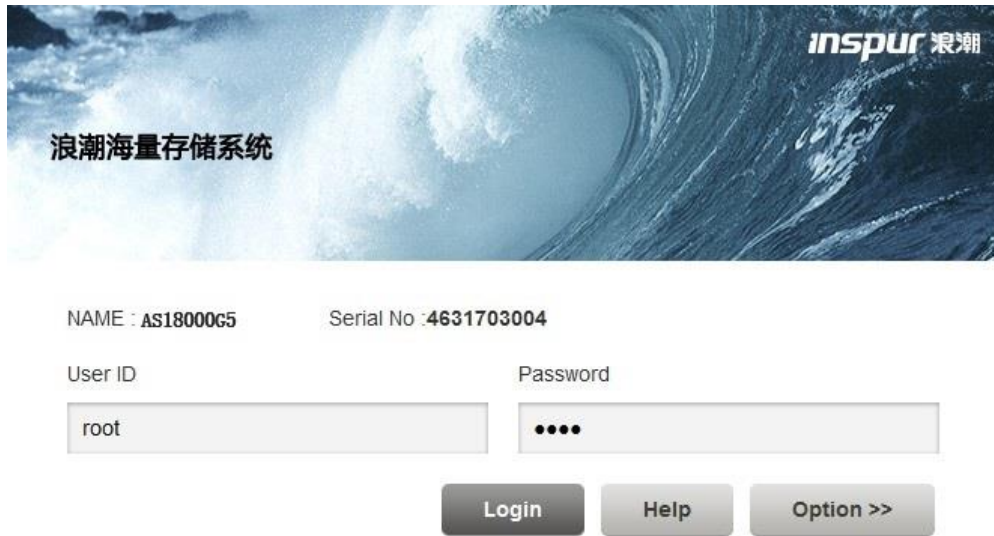 inspur 浪潮
浪潮海量存储系统
NAME : AS18000G5 Serial No :4631703004
User ID Password
root ••••
Login Help Option >>